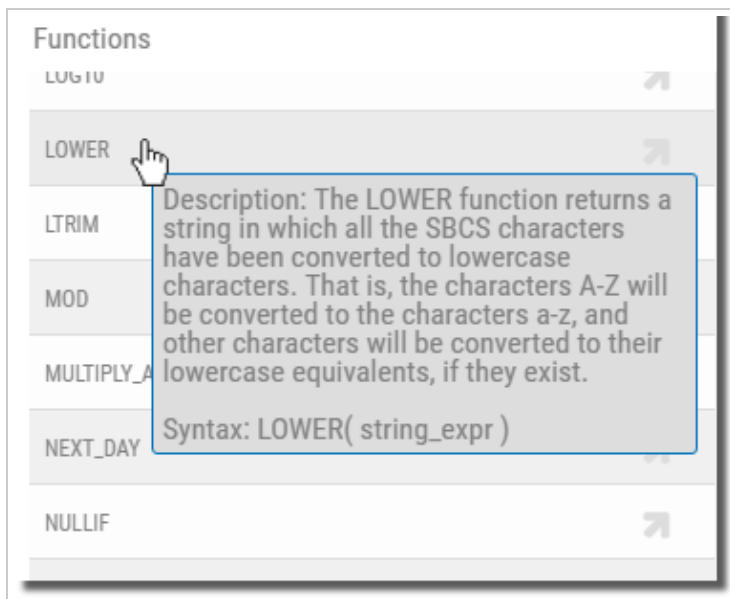 Functions
LOG10
LOWER
Description: The LOWER function returns a
string in which all the SBCS characters
have been converted to lowercase
characters. That is, the characters A-Z will
be converted to the characters a-z, and
other characters will be converted to their
lowercase equivalents, if they exist.
Syntax: LOWER( string_expr )
LTRIM
MOD
MULTIPLY_A
NEXT_DAY
NULLIF